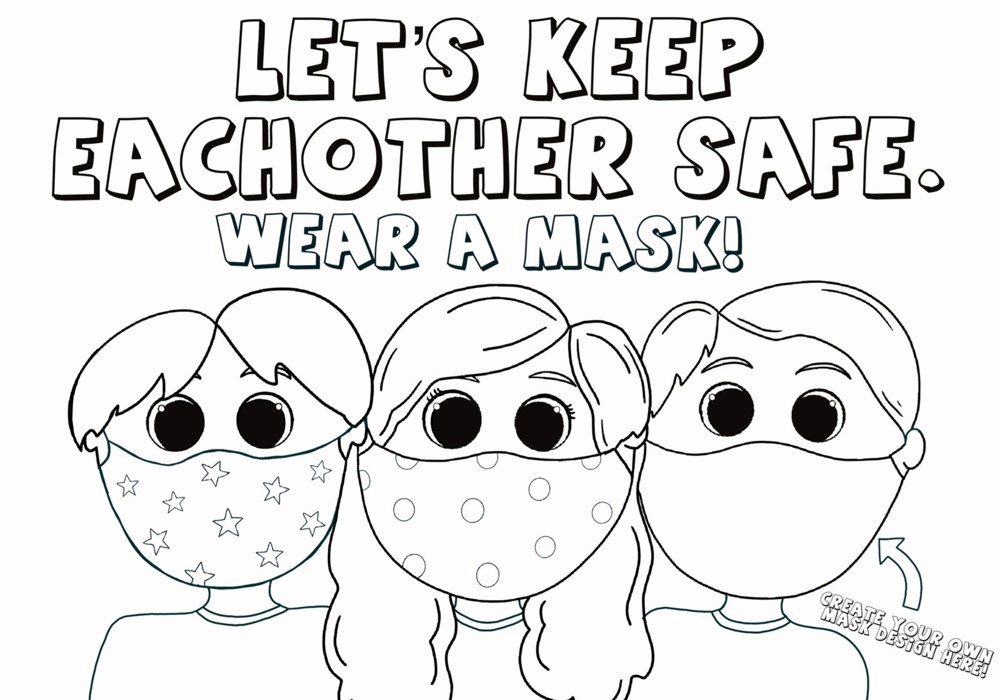 LET'S KEEP
EACHOTHER SAFE.
WEAR A MASK!
CREATE YOUR OWN
MASK DESIGN HERE!